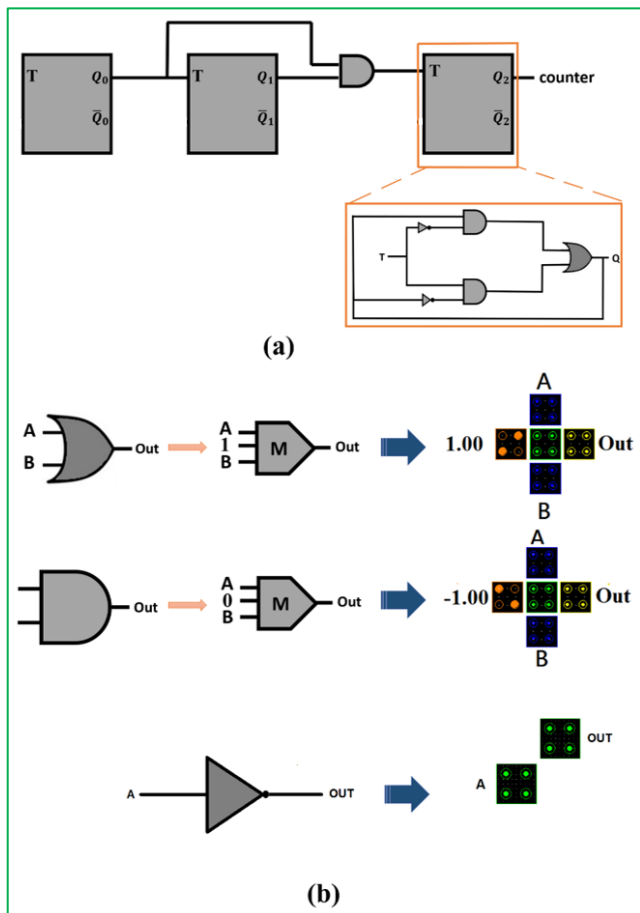 T Q₀ T Q₁ T Q₂ counter
Q̅₀ Q̅₁ Q̅₂
T Q
(a)
A
A Out A 1 B M Out 1.00 Out
B
B
A
Out A 0 B M Out -1.00 Out
B
OUT
A OUT A
(b)